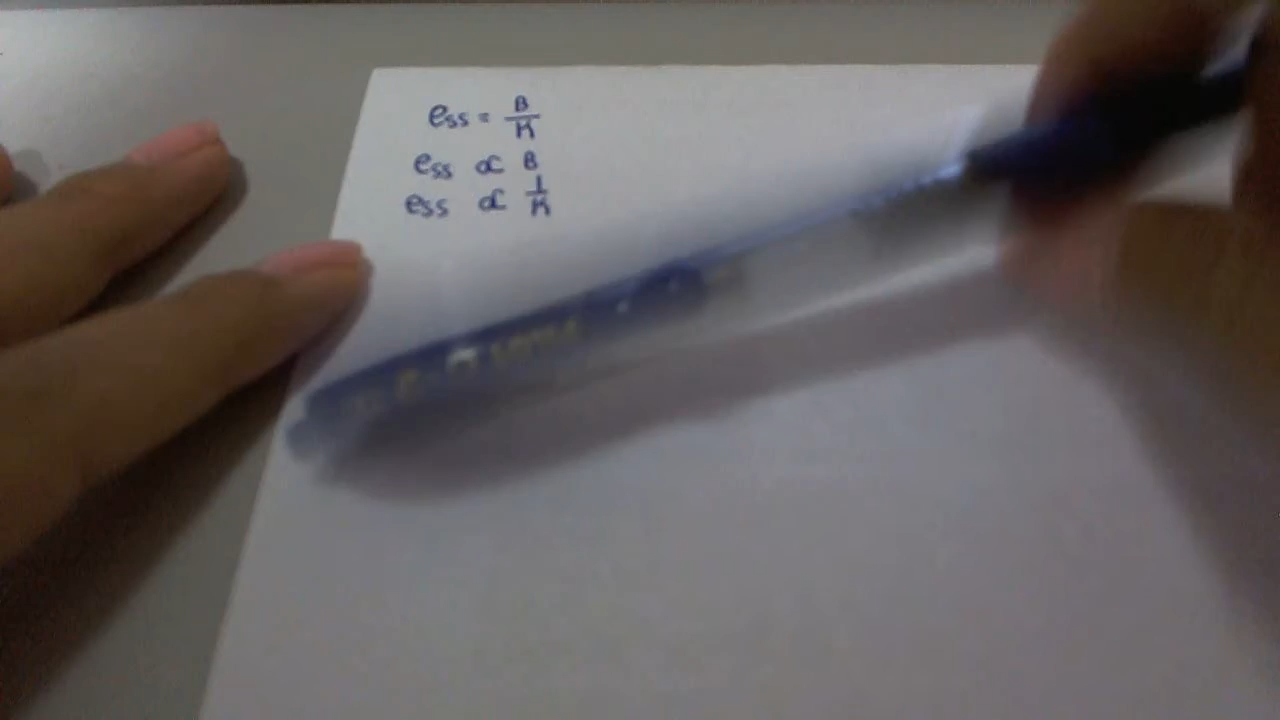 ess = B/K
ess ∝ B
ess ∝ 1/K